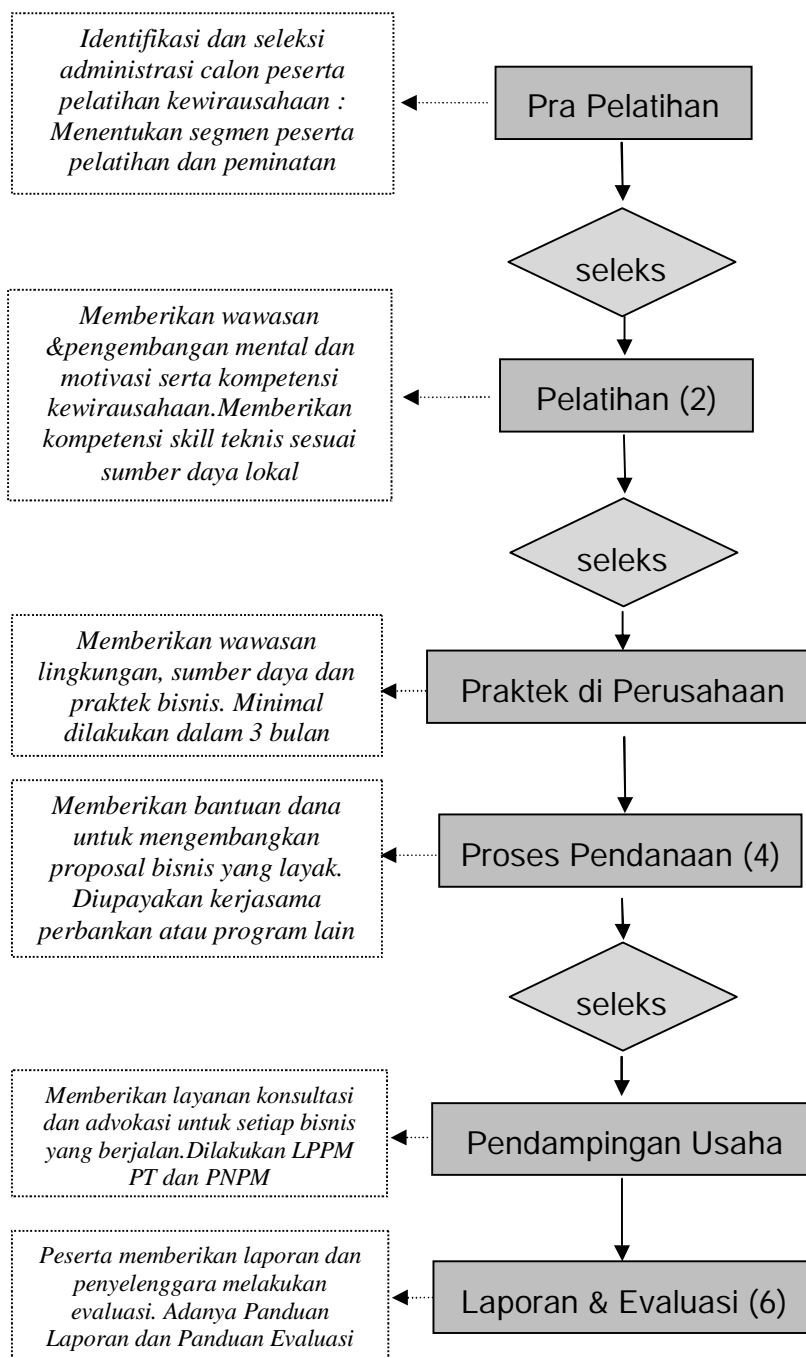 Identifikasi dan seleksi
administrasi calon peserta
pelatihan kewirausahaan :
Menentukan segmen peserta
pelatihan dan peminatan
Pra Pelatihan
seleks
Memberikan wawasan
&pengembangan mental dan
motivasi serta kompetensi
kewirausahaan.Memberikan
kompetensi skill teknis sesuai
sumber daya lokal
Pelatihan (2)
seleks
Memberikan wawasan
lingkungan, sumber daya dan
praktek bisnis. Minimal
dilakukan dalam 3 bulan
Praktek di Perusahaan
Memberikan bantuan dana
untuk mengembangkan
proposal bisnis yang layak.
Diupayakan kerjasama
perbankan atau program lain
Proses Pendanaan (4)
seleks
Memberikan layanan konsultasi
dan advokasi untuk setiap bisnis
yang berjalan.Dilakukan LPPM
PT dan PNPM
Pendampingan Usaha
Peserta memberikan laporan dan
penyelenggara melakukan
evaluasi. Adanya Panduan
Laporan dan Panduan Evaluasi
Laporan & Evaluasi (6)